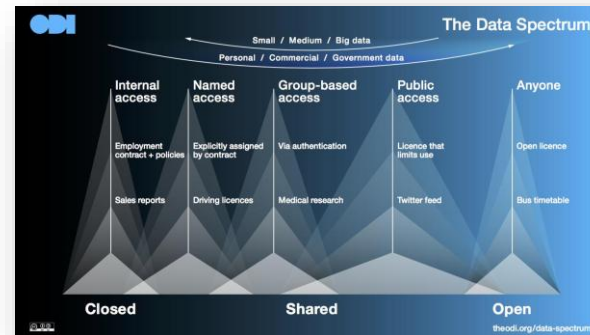 ODI
The Data Spectrum
Small / Medium / Big data
Personal / Commercial / Government data
Internal access
Named access
Group-based access
Public access
Anyone
Employment contract + policies
Explicitly assigned by contract
Via authentication
Licence that limits use
Open licence
Sales reports
Driving licences
Medical research
Twitter feed
Bus timetable
Closed
Shared
Open
theodi.org/data-spectrum